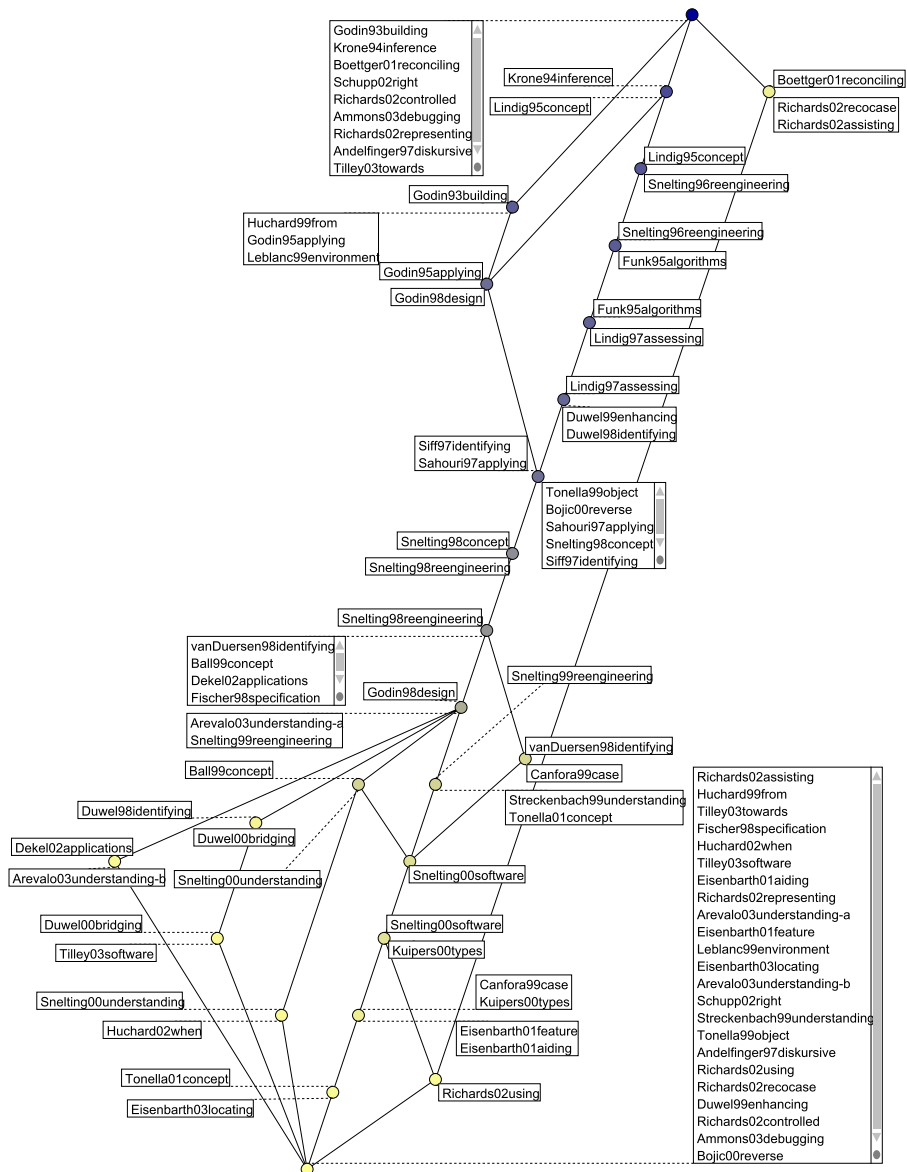 Godin93building
Krone94inference
Boettger01reconciling
Schupp02right
Richards02controlled
Ammons03debugging
Richards02representing
Andelfinger97diskursive
Tilley03towards
Krone94inference
Lindig95concept
Boettger01reconciling
Richards02recocase
Richards02assisting
Lindig95concept
Snelting96reengineering
Godin93building
Huchard99from
Godin95applying
Leblanc99environment
Snelting96reengineering
Funk95algorithms
Godin95applying
Godin98design
Funk95algorithms
Lindig97assessing
Lindig97assessing
Duwel99enhancing
Duwel98identifying
Siff97identifying
Sahouri97applying
Tonella99object
Bojic00reverse
Sahouri97applying
Snelting98concept
Siff97identifying
Snelting98concept
Snelting98reengineering
Snelting98reengineering
vanDuersen98identifying
Ball99concept
Dekel02applications
Fischer98specification
Snelting99reengineering
Godin98design
Arevalo03understanding-a
Snelting99reengineering
vanDuersen98identifying
Canfora99case
Ball99concept
Streckenbach99understanding
Tonella01concept
Duwel98identifying
Duwel00bridging
Dekel02applications
Arevalo03understanding-b
Snelting00understanding
Snelting00software
Duwel00bridging
Tilley03software
Snelting00software
Kuipers00types
Canfora99case
Kuipers00types
Snelting00understanding
Huchard02when
Eisenbarth01feature
Eisenbarth01aiding
Tonella01concept
Eisenbarth03locating
Richards02using
Richards02assisting
Huchard99from
Tilley03towards
Fischer98specification
Huchard02when
Tilley03software
Eisenbarth01aiding
Richards02representing
Arevalo03understanding-a
Eisenbarth01feature
Leblanc99environment
Eisenbarth03locating
Arevalo03understanding-b
Schupp02right
Streckenbach99understanding
Tonella99object
Andelfinger97diskursive
Richards02using
Richards02recocase
Duwel99enhancing
Richards02controlled
Ammons03debugging
Bojic00reverse